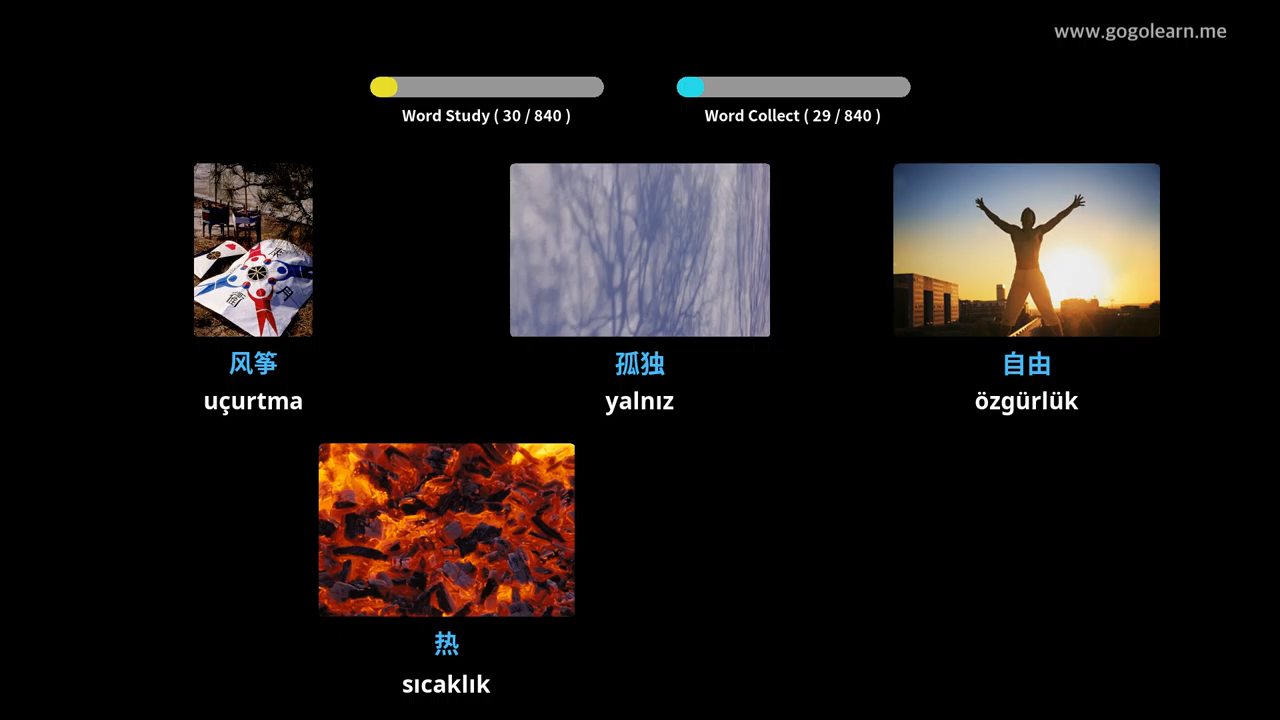 www.gogolearn.me
Word Study ( 30 / 840 )
Word Collect ( 29 / 840 )
风筝
uçurtma
孤独
yalnız
自由
özgürlük
热
sıcaklık